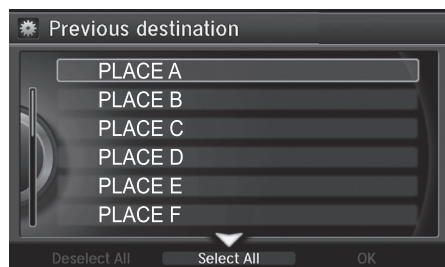 Previous destination
PLACE A
PLACE B
PLACE C
PLACE D
PLACE E
PLACE F
Deselect All Select All OK